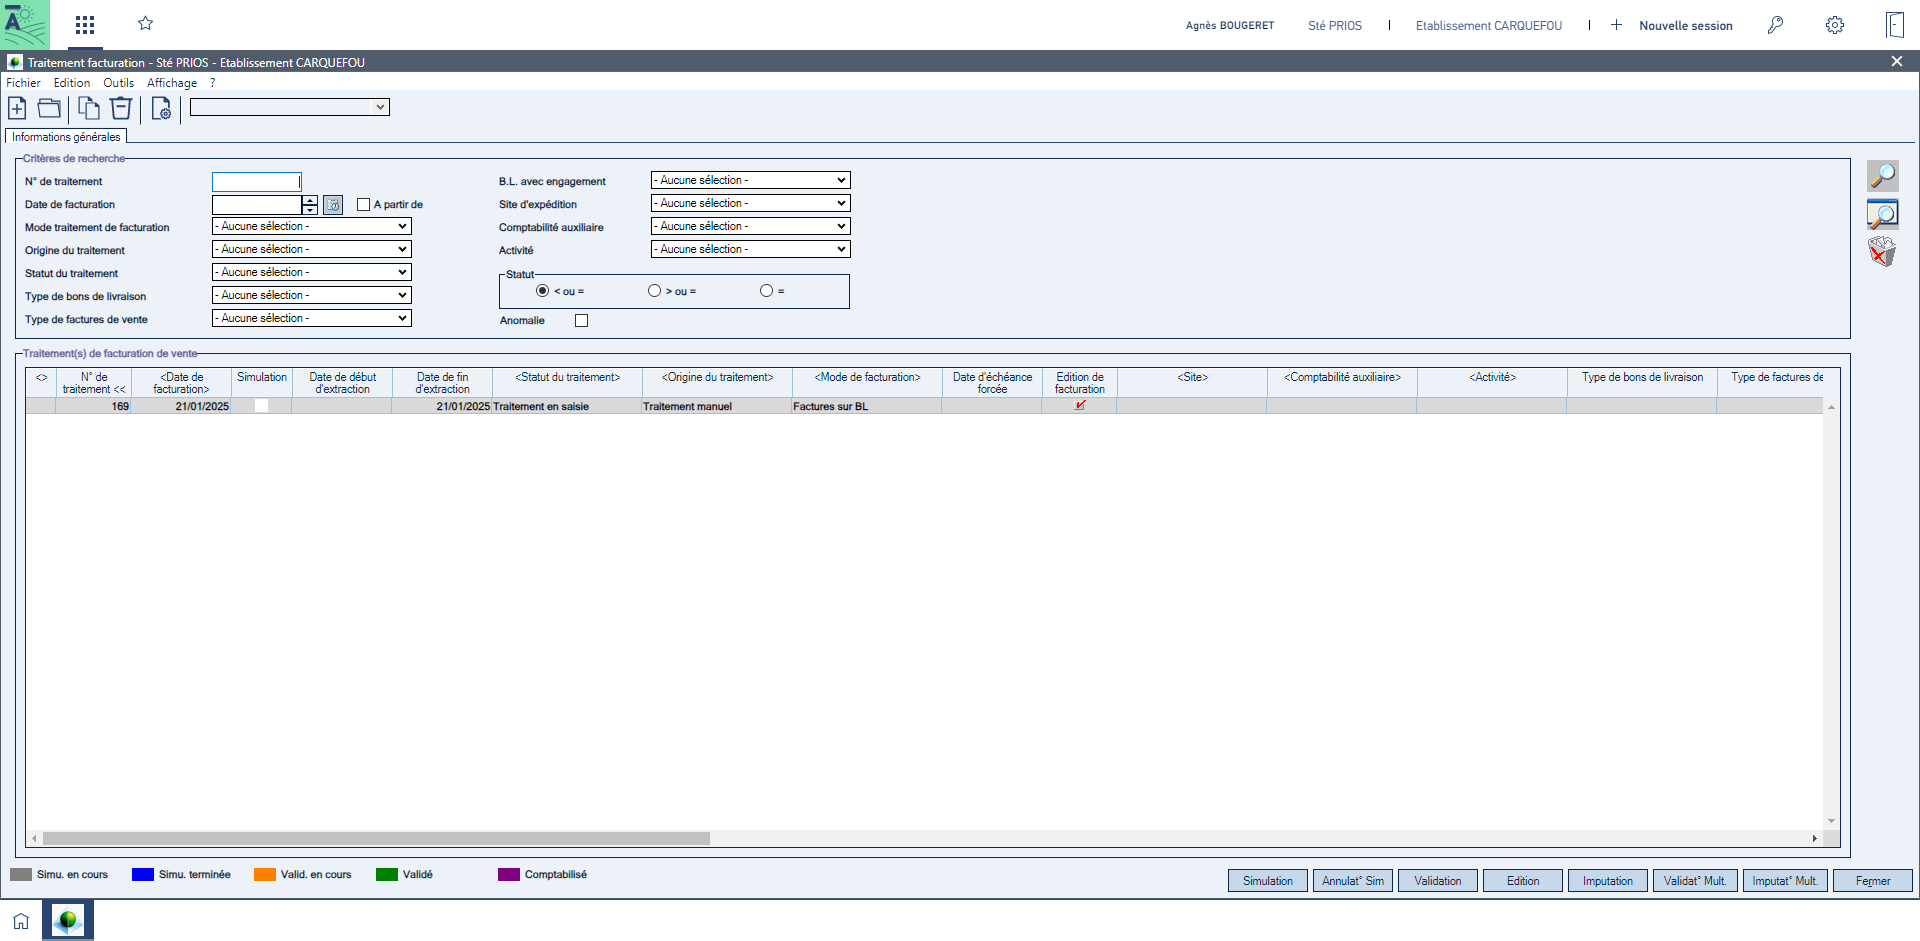 Agnès BOUGERET Sté PRIOS | Etablissement CARQUEFOU | + Nouvelle session
Traitement facturation - Sté PRIOS - Etablissement CARQUEFOU
Fichier Edition Outils Affichage ?
Informations générales
Critères de recherche
N° de traitement
B.L. avec engagement - Aucune sélection -
Date de facturation A partir de
Site d'expédition - Aucune sélection -
Mode traitement de facturation - Aucune sélection -
Comptabilité auxiliaire - Aucune sélection -
Origine du traitement - Aucune sélection -
Activité - Aucune sélection -
Statut du traitement - Aucune sélection -
Statut
Type de bons de livraison - Aucune sélection -
< ou = > ou = =
Type de factures de vente - Aucune sélection -
Anomalie
Traitement(s) de facturation de vente
<> N° de traitement << <Date de facturation> Simulation Date de début d'extraction Date de fin d'extraction <Statut du traitement> <Origine du traitement> <Mode de facturation> Date d'échéance forcée Edition de facturation <Site> <Comptabilité auxiliaire> <Activité> Type de bons de livraison Type de factures de
169 21/01/2025 21/01/2025 Traitement en saisie Traitement manuel Factures sur BL
Simu. en cours Simu. terminée Valid. en cours Validé Comptabilisé
Simulation Annulat° Sim Validation Edition Imputation Validat° Mult. Imputat° Mult. Fermer